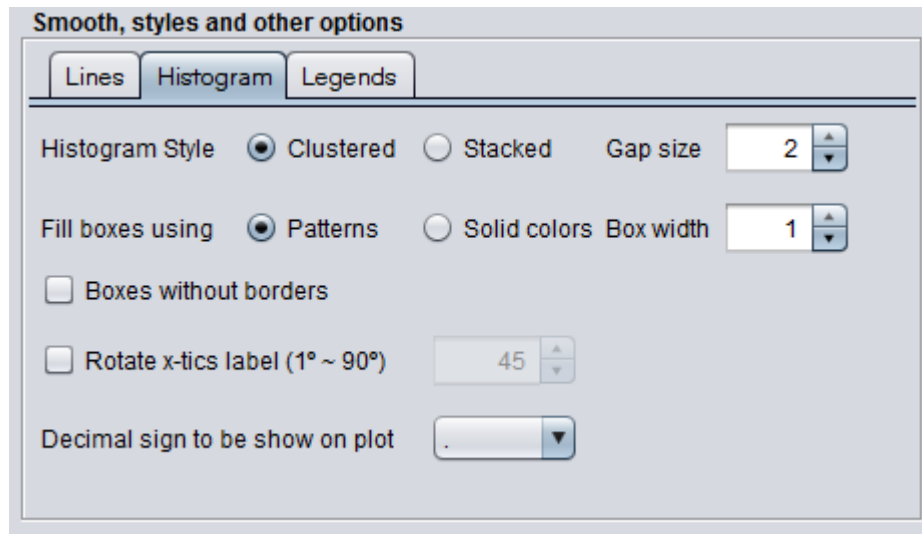 Smooth, styles and other options
Lines Histogram Legends
Histogram Style Clustered Stacked Gap size 2
Fill boxes using Patterns Solid colors Box width 1
Boxes without borders
Rotate x-tics label (1º ~ 90º) 45
Decimal sign to be show on plot .